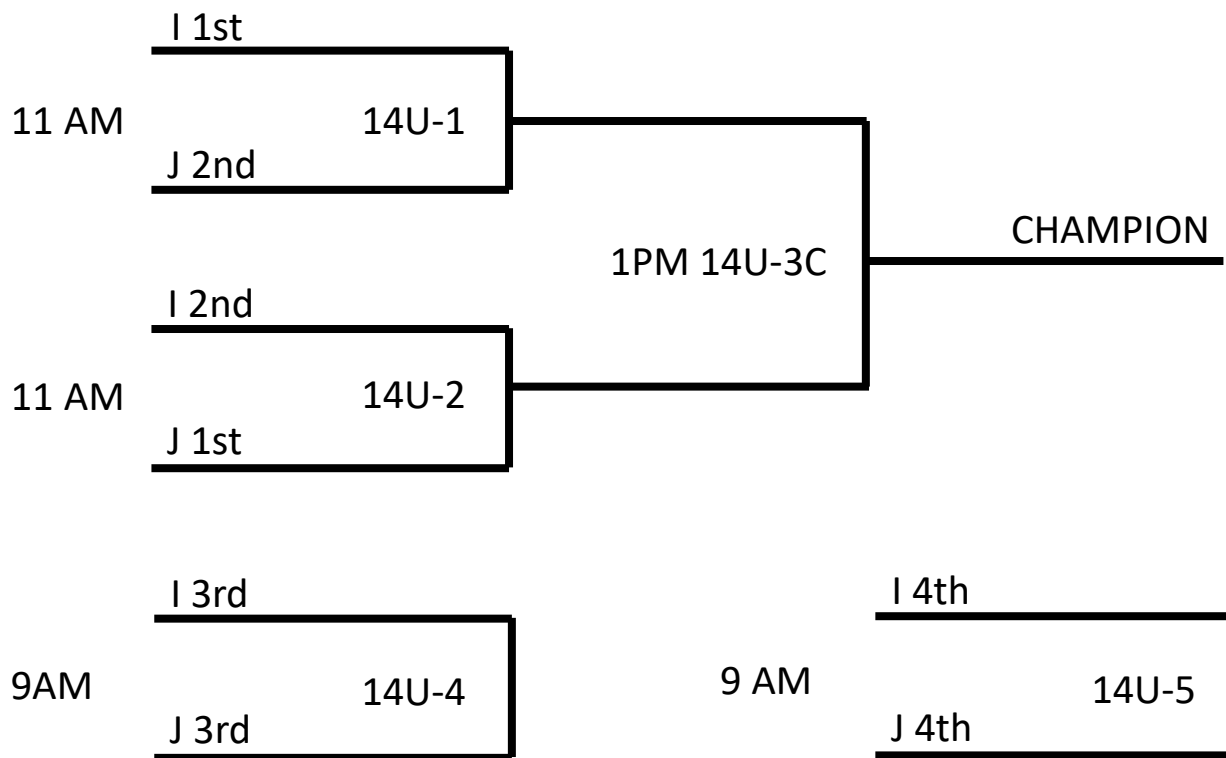 I 1st
11 AM
14U-1
J 2nd
CHAMPION
1PM 14U-3C
I 2nd
11 AM
14U-2
J 1st
I 3rd
9AM
14U-4
J 3rd
I 4th
9 AM
14U-5
J 4th